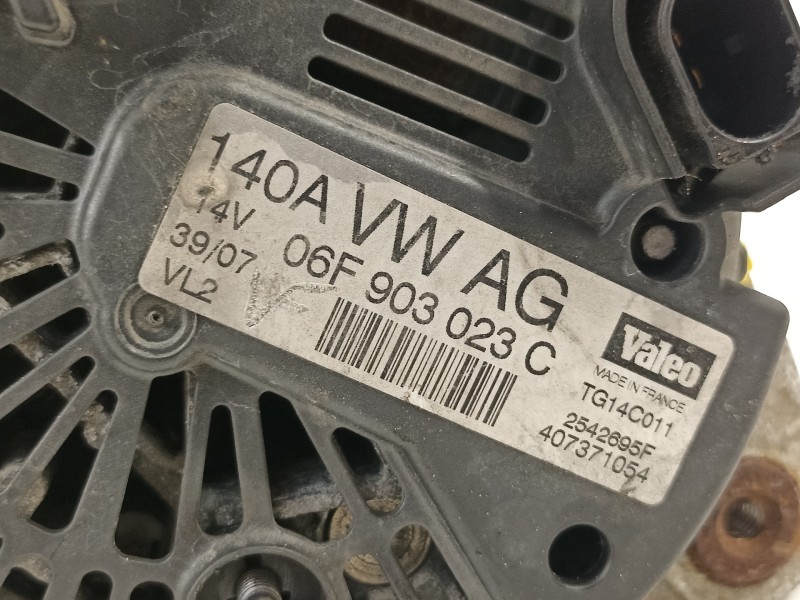 140A VW AG
14V 06F 903 023 C
39/07
VL2
Valeo
MADE IN FRANCE
TG14C011
2542695F
407371054